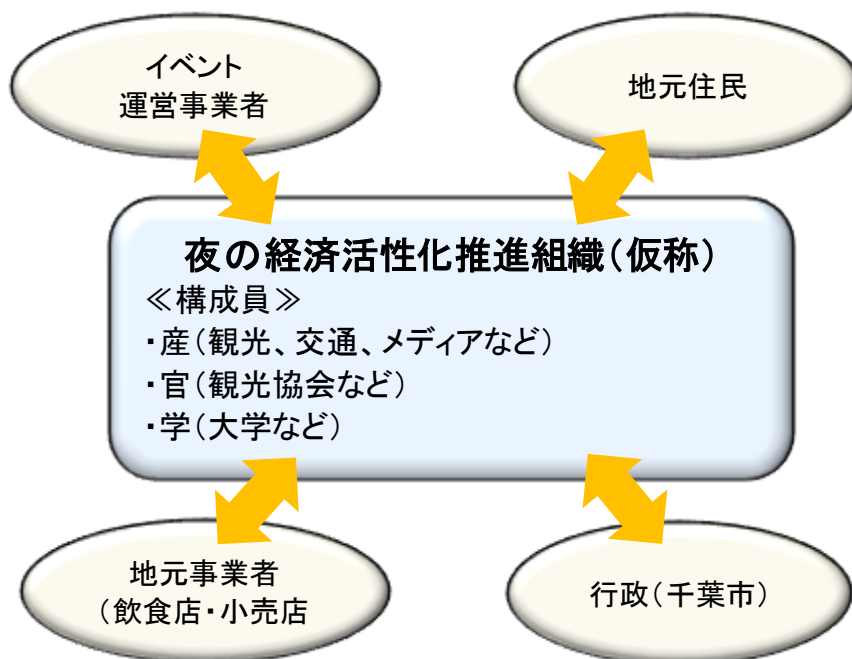 イベント
運営事業者
地元住民
夜の経済活性化推進組織（仮称）
≪構成員≫
・産（観光、交通、メディアなど）
・官（観光協会など）
・学（大学など）
地元事業者
（飲食店・小売店
行政（千葉市）